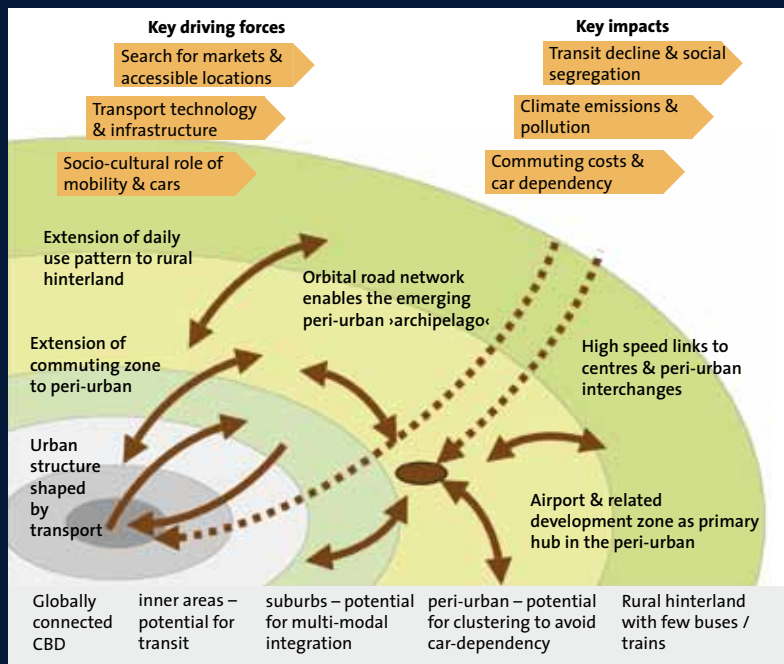 Key driving forces
Search for markets &
accessible locations
Transport technology
& infrastructure
Socio-cultural role of
mobility & cars
Key impacts
Transit decline & social
segregation
Climate emissions &
pollution
Commuting costs &
car dependency
Extension of daily
use pattern to rural
hinterland
Orbital road network
enables the emerging
peri-urban ›archipelago‹
Extension of
commuting zone
to peri-urban
High speed links to
centres & peri-urban
interchanges
Urban
structure
shaped
by
transport
Airport & related
development zone as primary
hub in the peri-urban
Globally
connected
CBD
inner areas –
potential for
transit
suburbs – potential
for multi-modal
integration
peri-urban – potential
for clustering to avoid
car-dependency
Rural hinterland
with few buses /
trains